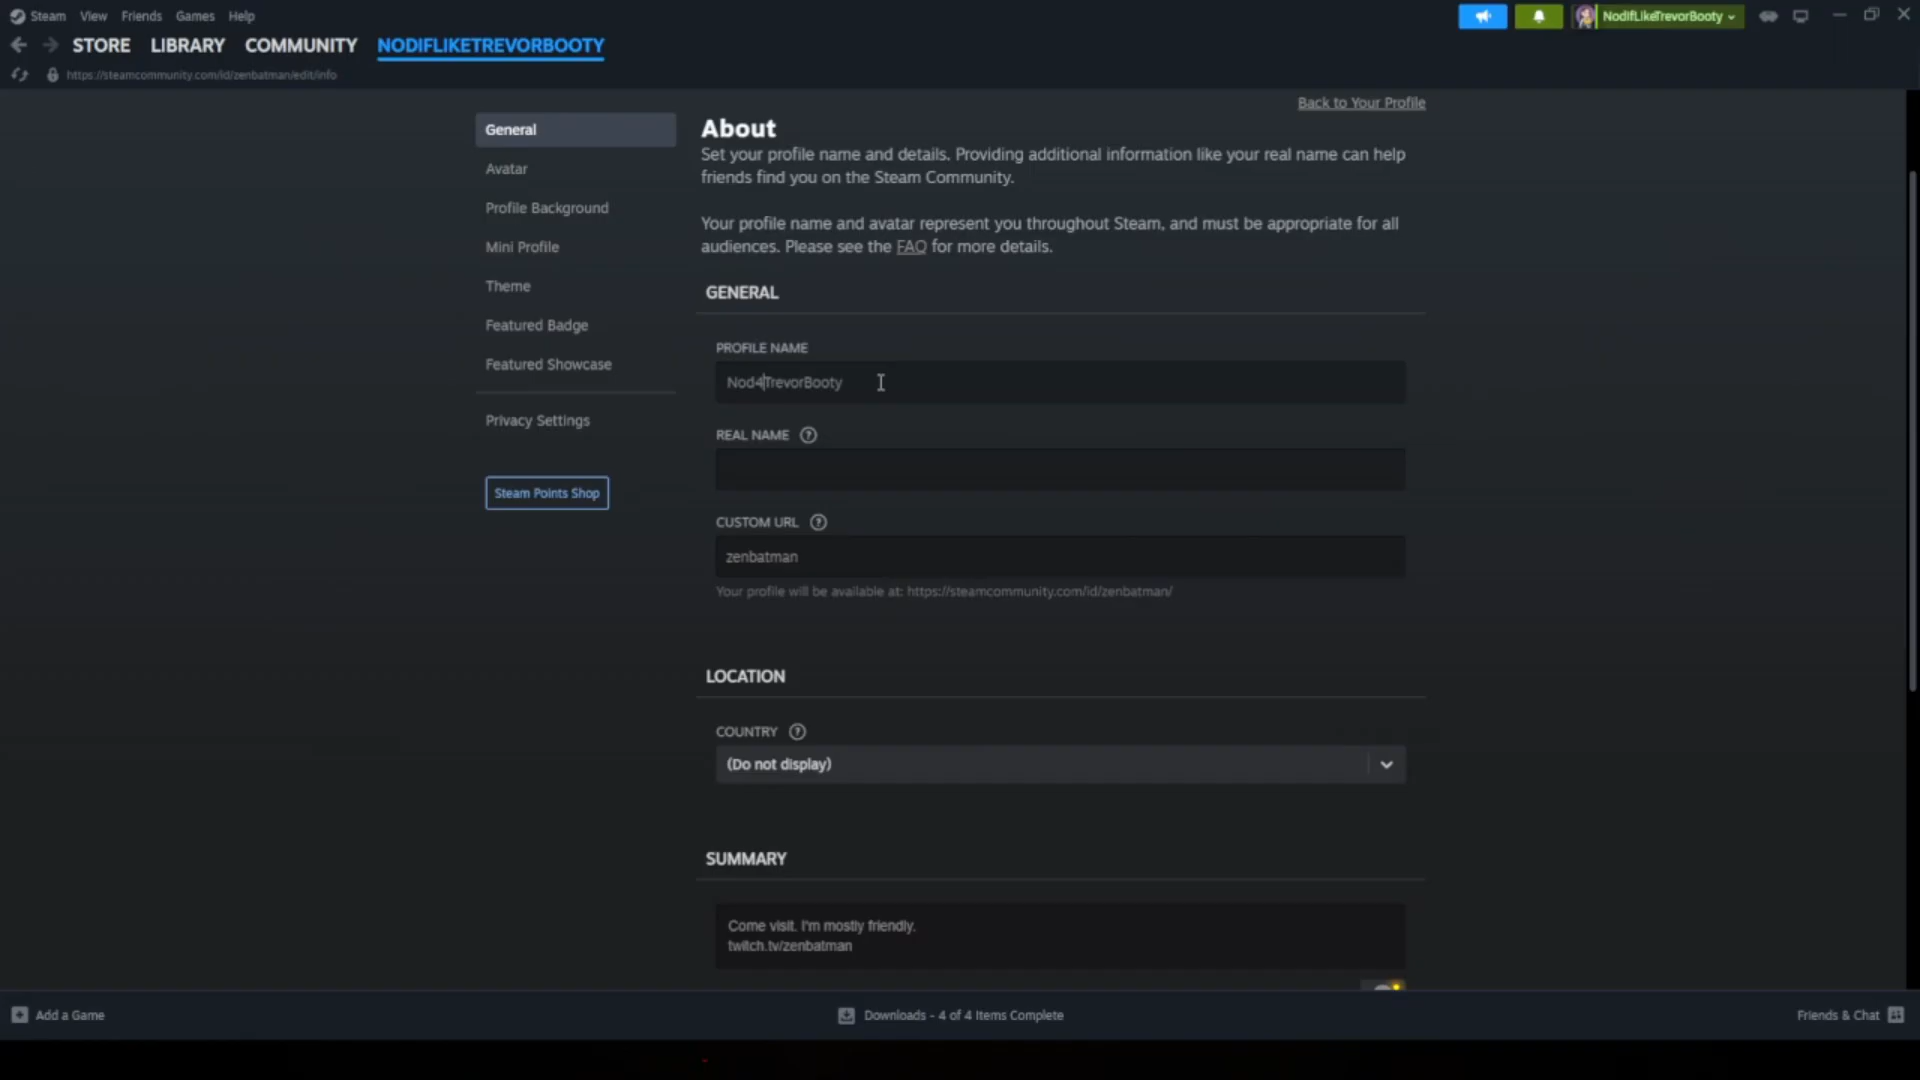 Steam View Friends Games Help
NodifLikeTrevorBooty
STORE LIBRARY COMMUNITY NODIFLIKETREVORBOOTY
https://steamcommunity.com/id/zenbatman/edit/info
Back to Your Profile
General
Avatar
Profile Background
Mini Profile
Theme
Featured Badge
Featured Showcase
Privacy Settings
Steam Points Shop
About
Set your profile name and details. Providing additional information like your real name can help
friends find you on the Steam Community.
Your profile name and avatar represent you throughout Steam, and must be appropriate for all
audiences. Please see the FAQ for more details.
GENERAL
PROFILE NAME
Nod4TrevorBooty
REAL NAME ?
CUSTOM URL ?
zenbatman
Your profile will be available at: https://steamcommunity.com/id/zenbatman/
LOCATION
COUNTRY ?
(Do not display)
SUMMARY
Come visit. I'm mostly friendly.
twitch.tv/zenbatman
Add a Game
Downloads - 4 of 4 Items Complete
Friends & Chat